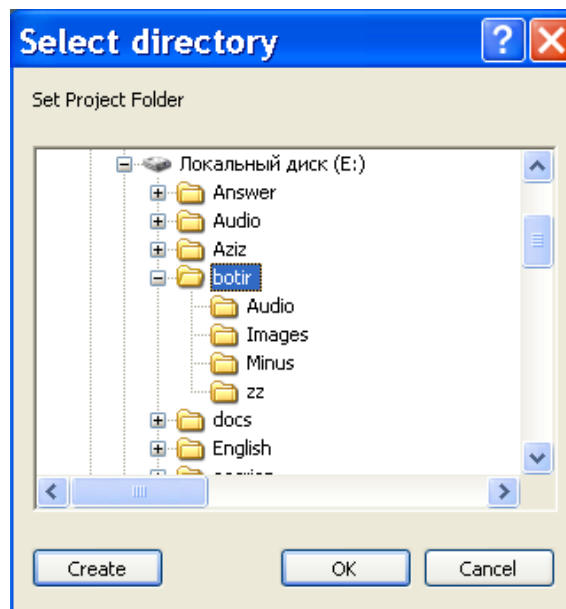 Select directory
Set Project Folder
Локальный диск (E:)
Answer
Audio
Aziz
botir
Audio
Images
Minus
zz
docs
English
Create OK Cancel